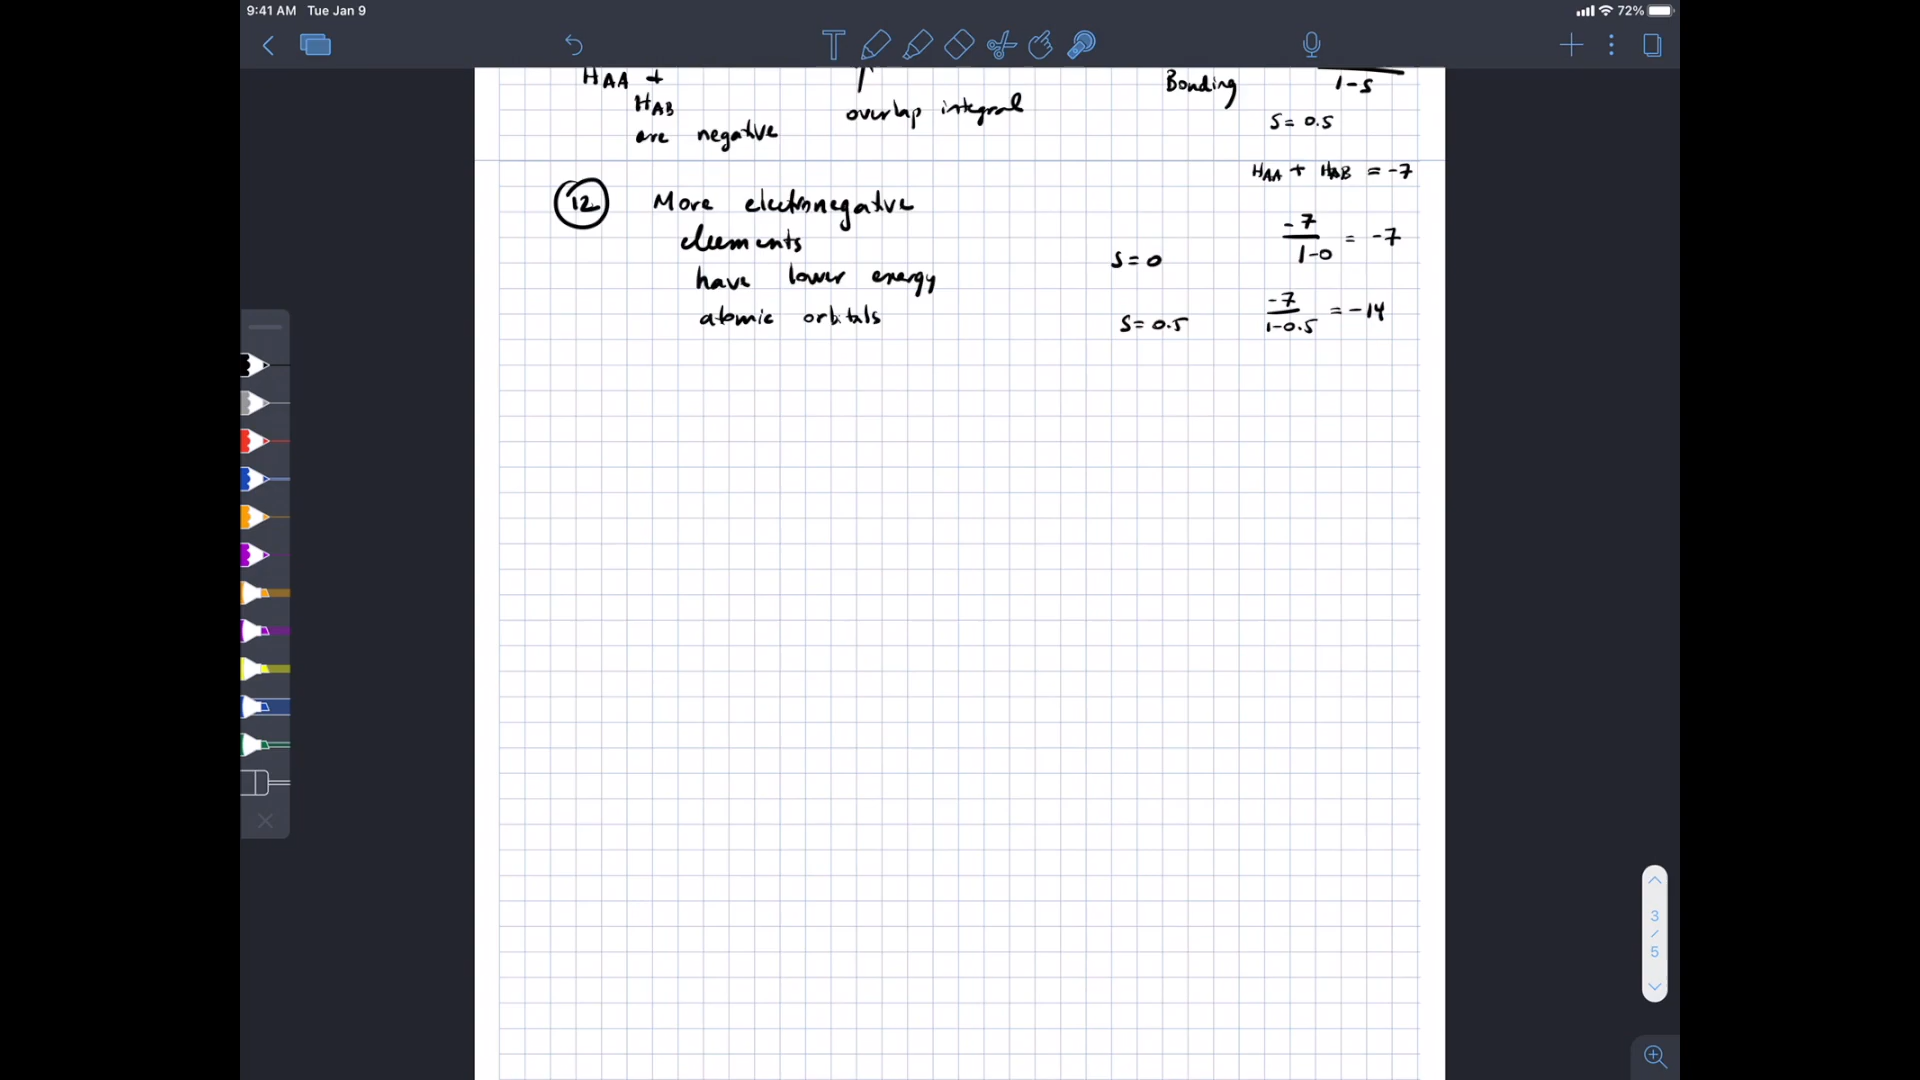 9:41 AM Tue Jan 9
72%
T
HAA +
HAB
are negative
overlap integral
Bonding
1-S
S = 0.5
HAA + HAB = -7
12 More electronegative
elements
have lower energy
atomic orbitals
S = 0
-7
1-0
= -7
S = 0.5
-7
1-0.5
= -14
3
/
5